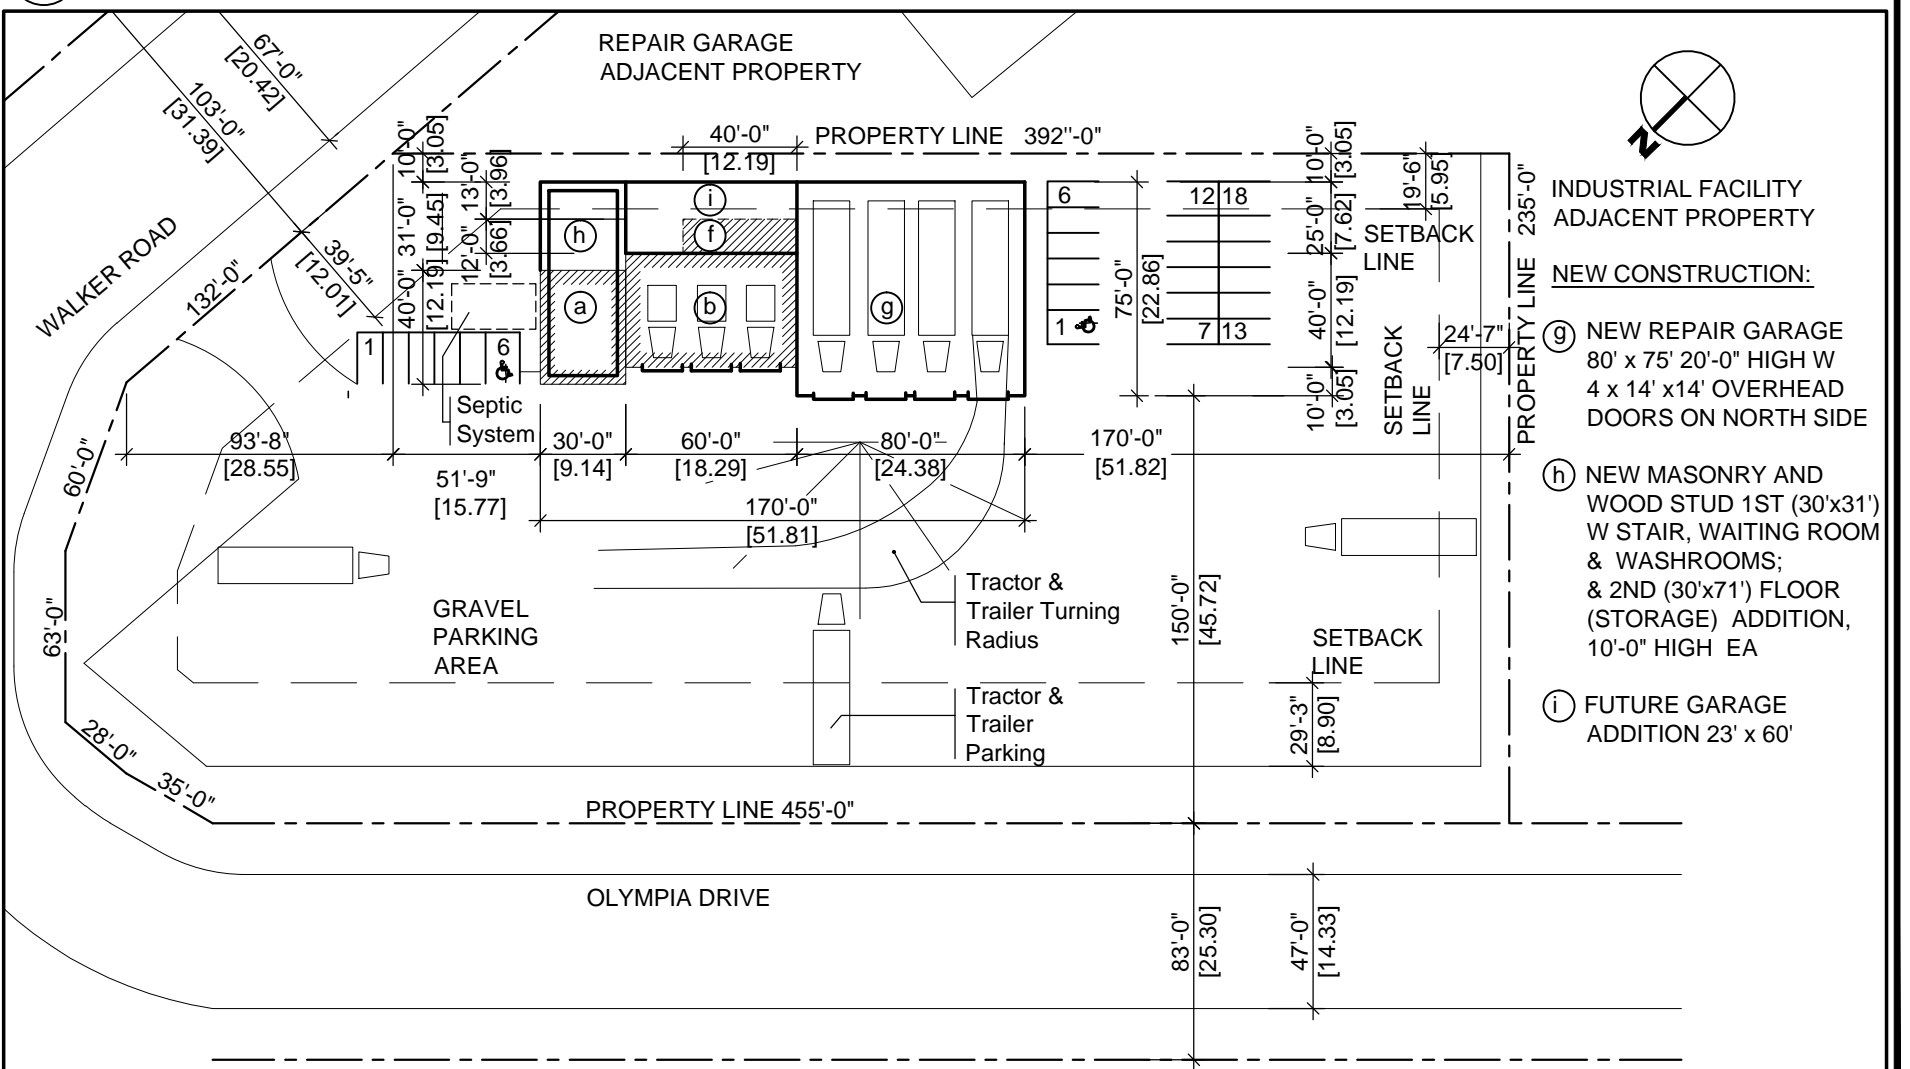 REPAIR GARAGE
ADJACENT PROPERTY
67'-0"
[20.42]
103'-0"
[31.39]
10'-0"
[3.05]
13'-0"
[3.96]
40'-0"
[12.19]
PROPERTY LINE 392''-0"
10'-0"
[3.05]
19'-6"
[5.95]
N
INDUSTRIAL FACILITY
ADJACENT PROPERTY
PROPERTY LINE 235'-0"
WALKER ROAD
132'-0"
39'-5"
[12.01]
31'-0"
[9.45]
12'-0"
[3.66]
40'-0"
[12.19]
i
h
f
a
b
g
6
1
12 18
7 13
75'-0"
[22.86]
25'-0"
[7.62]
40'-0"
[12.19]
10'-0"
[3.05]
SETBACK
LINE
SETBACK
LINE
24'-7"
[7.50]
NEW CONSTRUCTION:
g NEW REPAIR GARAGE
80' x 75' 20'-0" HIGH W
4 x 14' x14' OVERHEAD
DOORS ON NORTH SIDE
h NEW MASONRY AND
WOOD STUD 1ST (30'x31')
W STAIR, WAITING ROOM
& WASHROOMS;
& 2ND (30'x71') FLOOR
(STORAGE) ADDITION,
10'-0" HIGH EA
i FUTURE GARAGE
ADDITION 23' x 60'
1
6
Septic
System
60'-0"
93'-8"
[28.55]
51'-9"
[15.77]
30'-0"
[9.14]
60'-0"
[18.29]
80'-0"
[24.38]
170'-0"
[51.82]
170'-0"
[51.81]
63'-0"
GRAVEL
PARKING
AREA
Tractor &
Trailer Turning
Radius
150'-0"
[45.72]
SETBACK
LINE
Tractor &
Trailer
Parking
29'-3"
[8.90]
28'-0"
35'-0"
PROPERTY LINE 455'-0"
OLYMPIA DRIVE
83'-0"
[25.30]
47'-0"
[14.33]